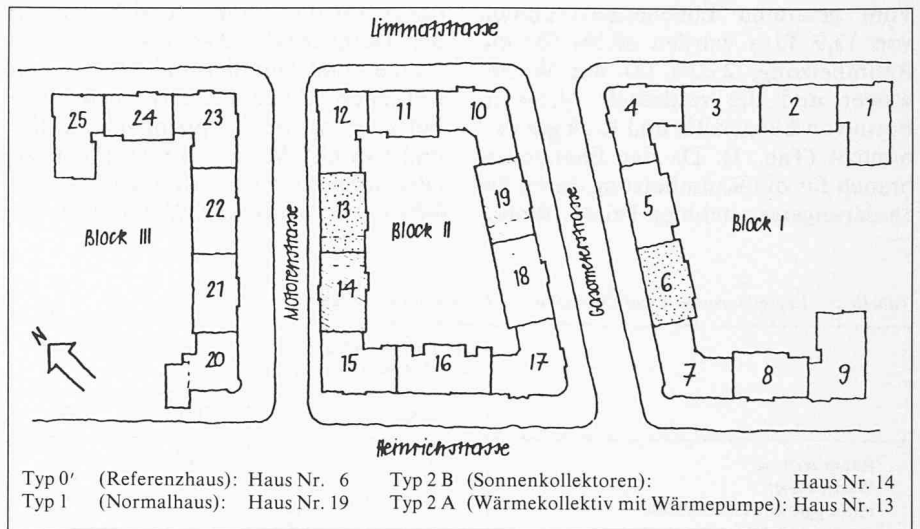 Limmatstrasse
25 24 23 12 11 10 4 3 2 1
22 13 19 5
Block III Block II Block I
Motorenstrasse
Gasometerstrasse
21 14 18 6
N
20 15 16 17 7 8 9
Heinrichstrasse
Typ 0' (Referenzhaus): Haus Nr. 6 Typ 2 B (Sonnenkollektoren): Haus Nr. 14
Typ 1 (Normalhaus): Haus Nr. 19 Typ 2 A (Wärmekollektiv mit Wärmepumpe): Haus Nr. 13